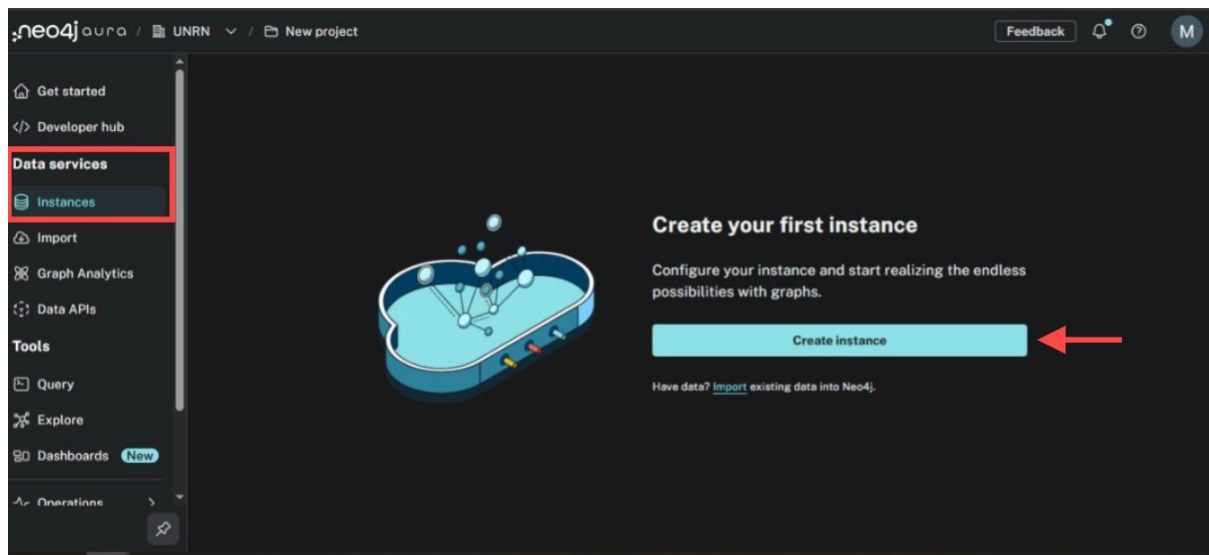 neo4j aura / UNRN / New project
Feedback
M
Get started
</> Developer hub
Data services
Instances
Import
Graph Analytics
Data APIs
Tools
Query
Explore
Dashboards New
Operations
Create your first instance
Configure your instance and start realizing the endless
possibilities with graphs.
Create instance
Have data? Import existing data into Neo4j.